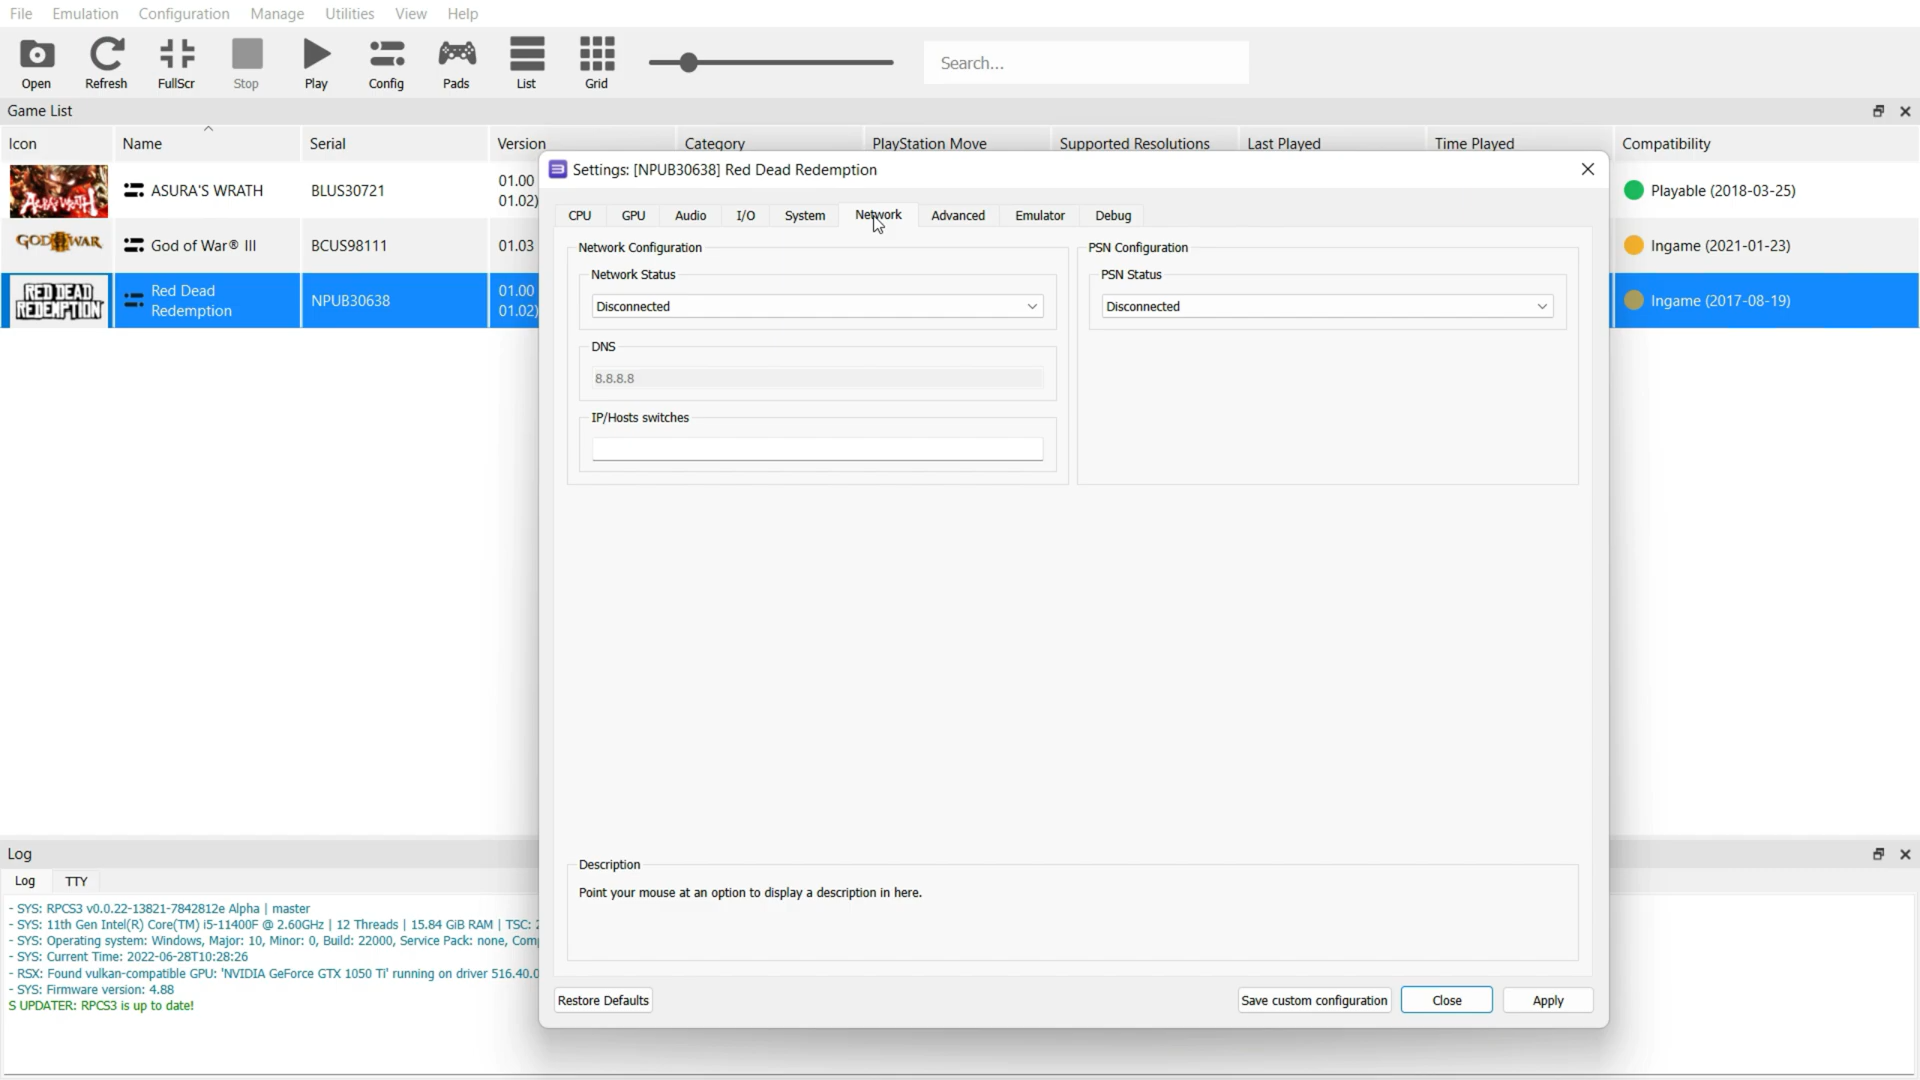 File Emulation Configuration Manage Utilities View Help
Open Refresh FullScr Stop Play Config Pads List Grid Search...
Game List
Icon Name Serial Version Category PlayStation Move Supported Resolutions Last Played Time Played Compatibility
Settings: [NPUB30638] Red Dead Redemption
ASURA'S WRATH BLUS30721 01.00
01.02)
Playable (2018-03-25)
GOD WAR God of War® III BCUS98111 01.03 Ingame (2021-01-23)
RED DEAD
REDEMPTION
Red Dead
Redemption
NPUB30638
01.00
01.02)
Ingame (2017-08-19)
CPU GPU Audio I/O System Network Advanced Emulator Debug
Network Configuration
Network Status
Disconnected
DNS
8.8.8.8
IP/Hosts switches
PSN Configuration
PSN Status
Disconnected
Description
Point your mouse at an option to display a description in here.
Restore Defaults Save custom configuration Close Apply
Log
Log TTY
- SYS: RPCS3 v0.0.22-13821-7842812e Alpha | master
- SYS: 11th Gen Intel(R) Core(TM) i5-11400F @ 2.60GHz | 12 Threads | 15.84 GiB RAM | TSC:
- SYS: Operating system: Windows, Major: 10, Minor: 0, Build: 22000, Service Pack: none, Com
- SYS: Current Time: 2022-06-28T10:28:26
- RSX: Found vulkan-compatible GPU: 'NVIDIA GeForce GTX 1050 Ti' running on driver 516.40.0
- SYS: Firmware version: 4.88
S UPDATER: RPCS3 is up to date!